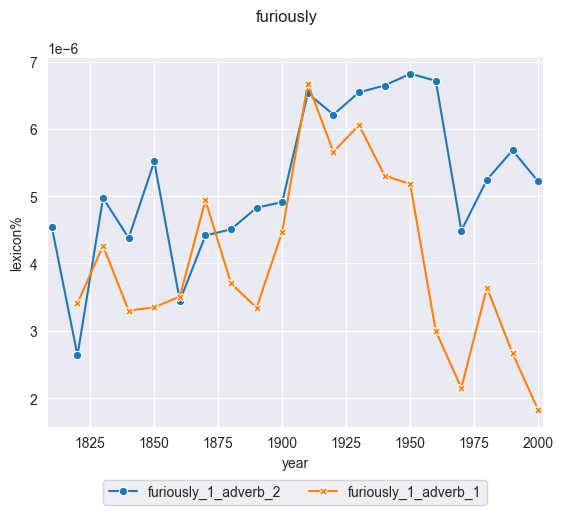 furiously
1e−6
7
6
5
4
3
2
lexicon%
1825 1850 1875 1900 1925 1950 1975 2000
year
furiously_1_adverb_2 furiously_1_adverb_1